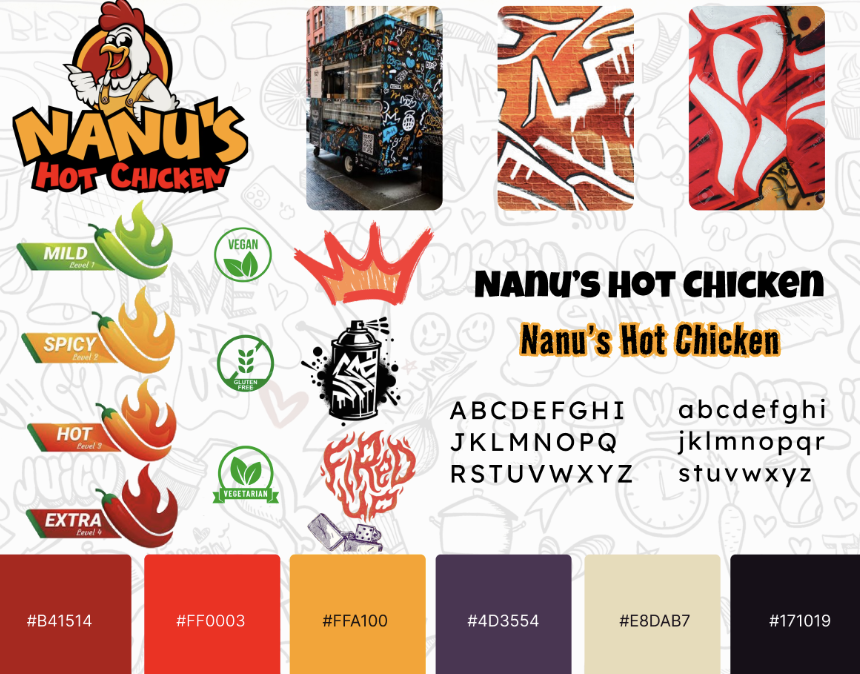 NANU'S
HOT CHICKEN
MILD
Level 1
SPICY
Level 2
HOT
Level 3
EXTRA
Level 4
VEGAN
GLUTEN
FREE
VEGETARIAN
FIRED
UP
Nanu's Hot Chicken
Nanu's Hot Chicken
ABCDEFGHI
JKLMNOPQ
RSTUVWXYZ
abcdefghi
jklmnopqr
stuvwxyz
#B41514
#FF0003
#FFA100
#4D3554
#E8DAB7
#171019